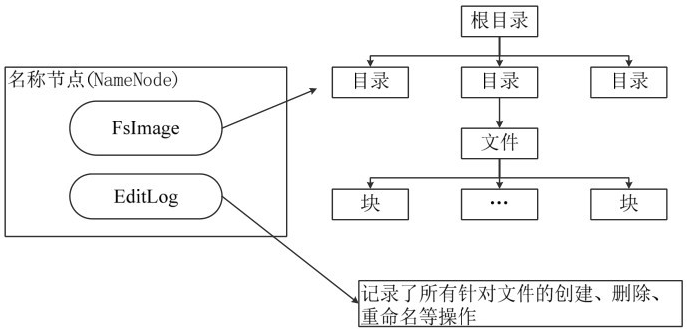 根目录
名称节点(NameNode)
目录 目录 目录
FsImage
文件
EditLog
块 … 块
记录了所有针对文件的创建、删除、
重命名等操作